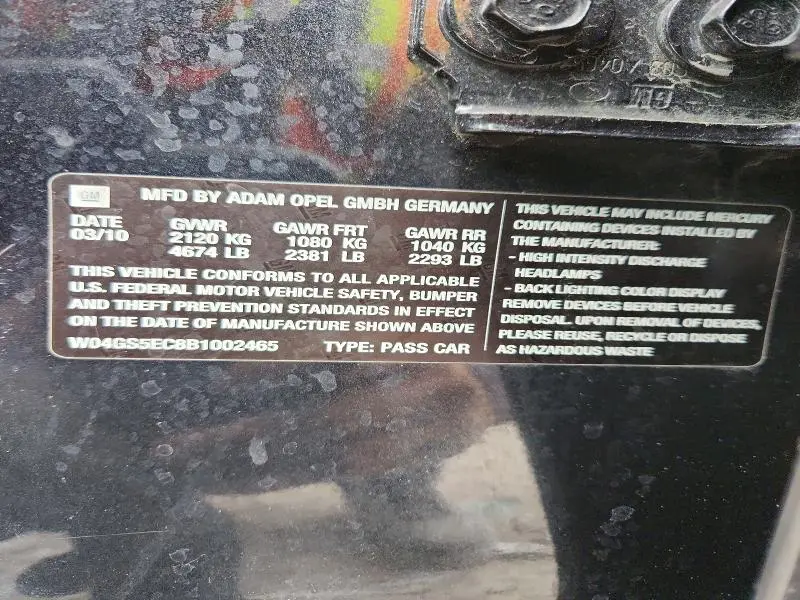 GM
MFD BY ADAM OPEL GMBH GERMANY
DATE GVWR GAWR FRT GAWR RR
03/10 2120 KG 1080 KG 1040 KG
4674 LB 2381 LB 2293 LB
THIS VEHICLE CONFORMS TO ALL APPLICABLE
U.S. FEDERAL MOTOR VEHICLE SAFETY, BUMPER
AND THEFT PREVENTION STANDARDS IN EFFECT
ON THE DATE OF MANUFACTURE SHOWN ABOVE
W04GS5EC8B1002465 TYPE: PASS CAR
THIS VEHICLE MAY INCLUDE MERCURY
CONTAINING DEVICES INSTALLED BY
THE MANUFACTURER:
- HIGH INTENSITY DISCHARGE
HEADLAMPS
- BACK LIGHTING COLOR DISPLAY
REMOVE DEVICES BEFORE VEHICLE
DISPOSAL. UPON REMOVAL OF DEVICES,
PLEASE REUSE, RECYCLE OR DISPOSE
AS HAZARDOUS WASTE